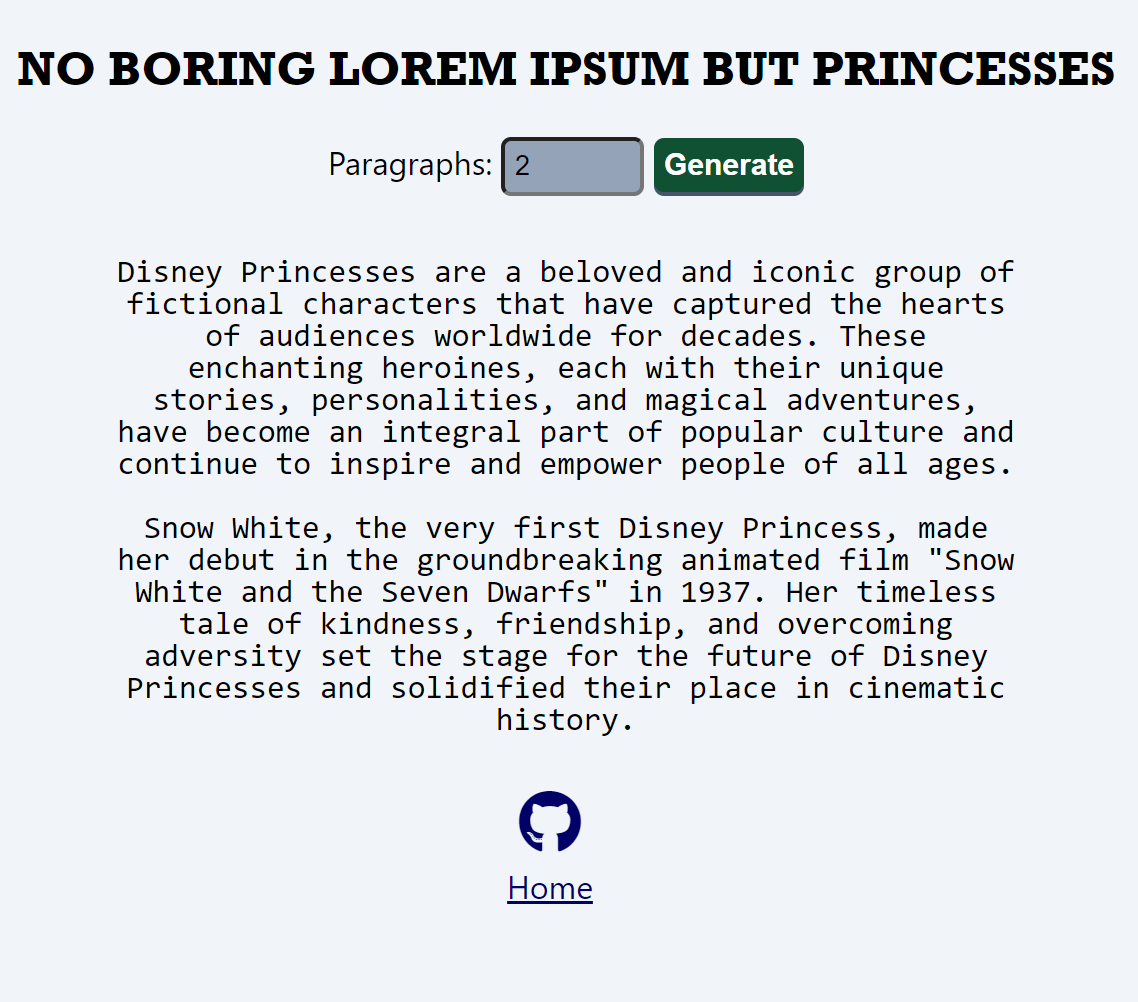 NO BORING LOREM IPSUM BUT PRINCESSES
Paragraphs: 2 Generate
Disney Princesses are a beloved and iconic group of
fictional characters that have captured the hearts
of audiences worldwide for decades. These
enchanting heroines, each with their unique
stories, personalities, and magical adventures,
have become an integral part of popular culture and
continue to inspire and empower people of all ages.
Snow White, the very first Disney Princess, made
her debut in the groundbreaking animated film "Snow
White and the Seven Dwarfs" in 1937. Her timeless
tale of kindness, friendship, and overcoming
adversity set the stage for the future of Disney
Princesses and solidified their place in cinematic
history.
Home